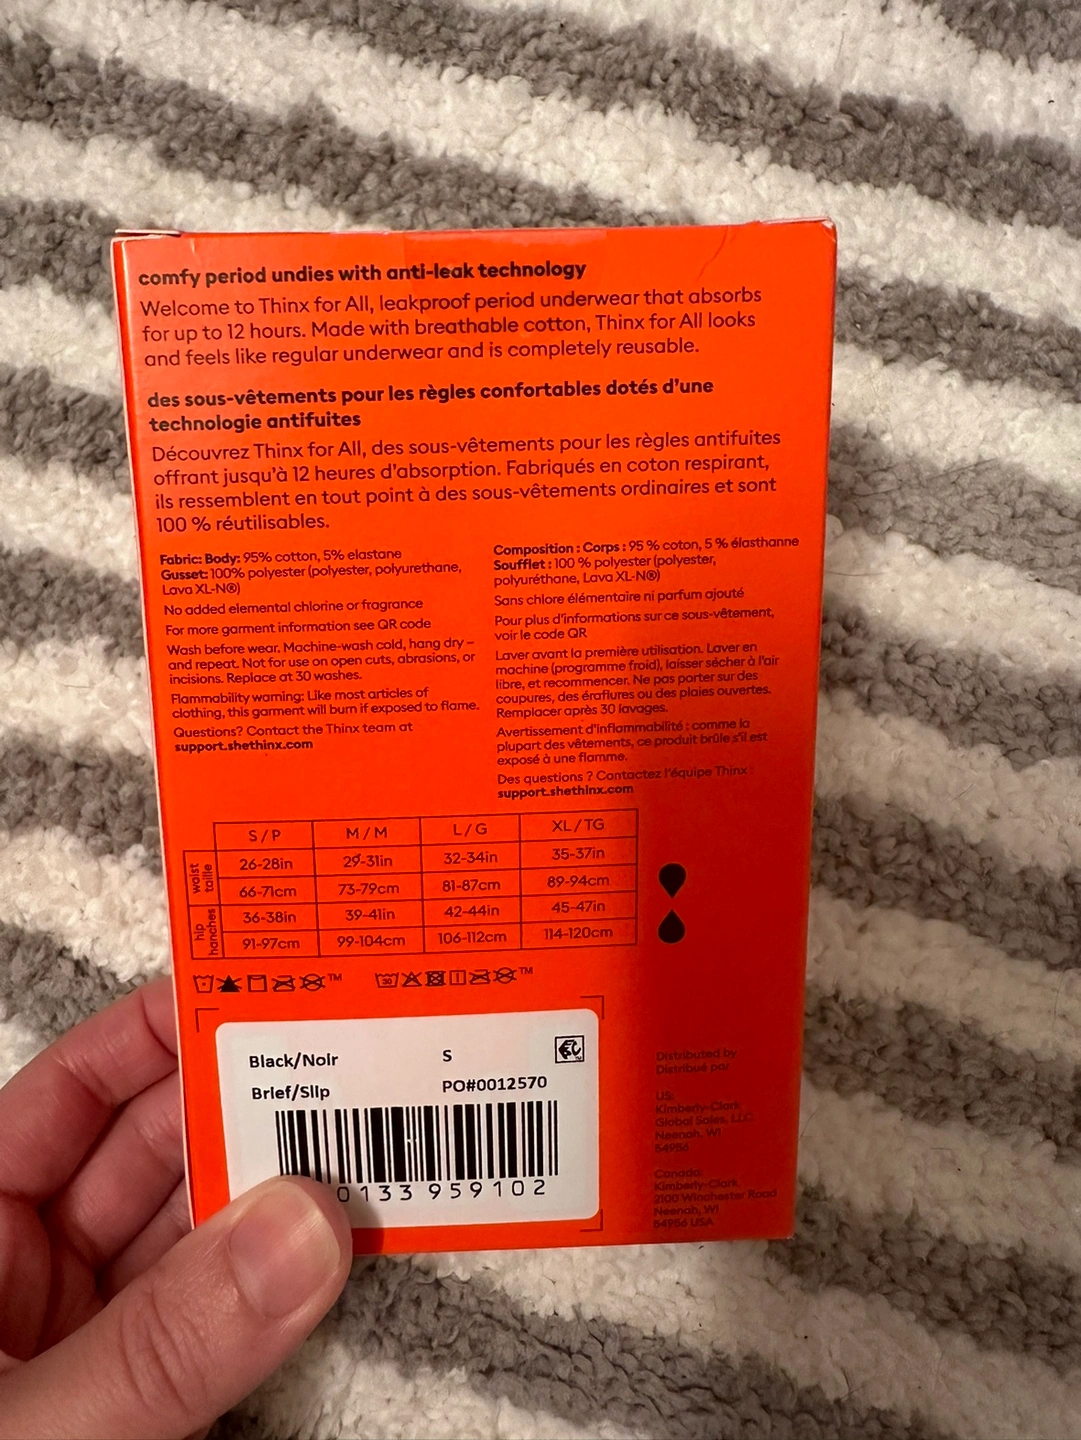 comfy period undies with anti-leak technology
Welcome to Thinx for All, leakproof period underwear that absorbs
for up to 12 hours. Made with breathable cotton, Thinx for All looks
and feels like regular underwear and is completely reusable.
des sous-vêtements pour les règles confortables dotés d'une
technologie antifuites
Découvrez Thinx for All, des sous-vêtements pour les règles antifuites
offrant jusqu'à 12 heures d'absorption. Fabriqués en coton respirant,
ils ressemblent en tout point à des sous-vêtements ordinaires et sont
100 % réutilisables.
Fabric: Body: 95% cotton, 5% elastane
Gusset: 100% polyester (polyester, polyurethane,
Lava XL-N®)
No added elemental chlorine or fragrance
For more garment information see QR code
Wash before wear. Machine-wash cold, hang dry –
and repeat. Not for use on open cuts, abrasions, or
incisions. Replace at 30 washes.
Flammability warning: Like most articles of
clothing, this garment will burn if exposed to flame.
Questions? Contact the Thinx team at
support.shethinx.com
Composition : Corps : 95 % coton, 5 % élasthanne
Soufflet : 100 % polyester (polyester,
polyuréthane, Lava XL-N®)
Sans chlore élémentaire ni parfum ajouté
Pour plus d'informations sur ce sous-vêtement,
voir le code QR
Laver avant la première utilisation. Laver en
machine (programme froid), laisser sécher à l'air
libre, et recommencer. Ne pas porter sur des
coupures, des éraflures ou des plaies ouvertes.
Remplacer après 30 lavages.
Avertissement d'inflammabilité : comme la
plupart des vêtements, ce produit brûle s'il est
exposé à une flamme.
Des questions ? Contactez l'équipe Thinx :
support.shethinx.com
S / P M / M L / G XL / TG
waist
taille
26-28in 29-31in 32-34in 35-37in
66-71cm 73-79cm 81-87cm 89-94cm
hip
hanches
36-38in 39-41in 42-44in 45-47in
91-97cm 99-104cm 106-112cm 114-120cm
TM 30 TM
Black/Noir S
Brief/Slip PO#0012570
0133 959102
Distributed by
Distribué par
US:
Kimberly-Clark
Global Sales, LLC
Neenah, WI
54956
Canada:
Kimberly-Clark,
2100 Winchester Road
Neenah, WI
54956 USA